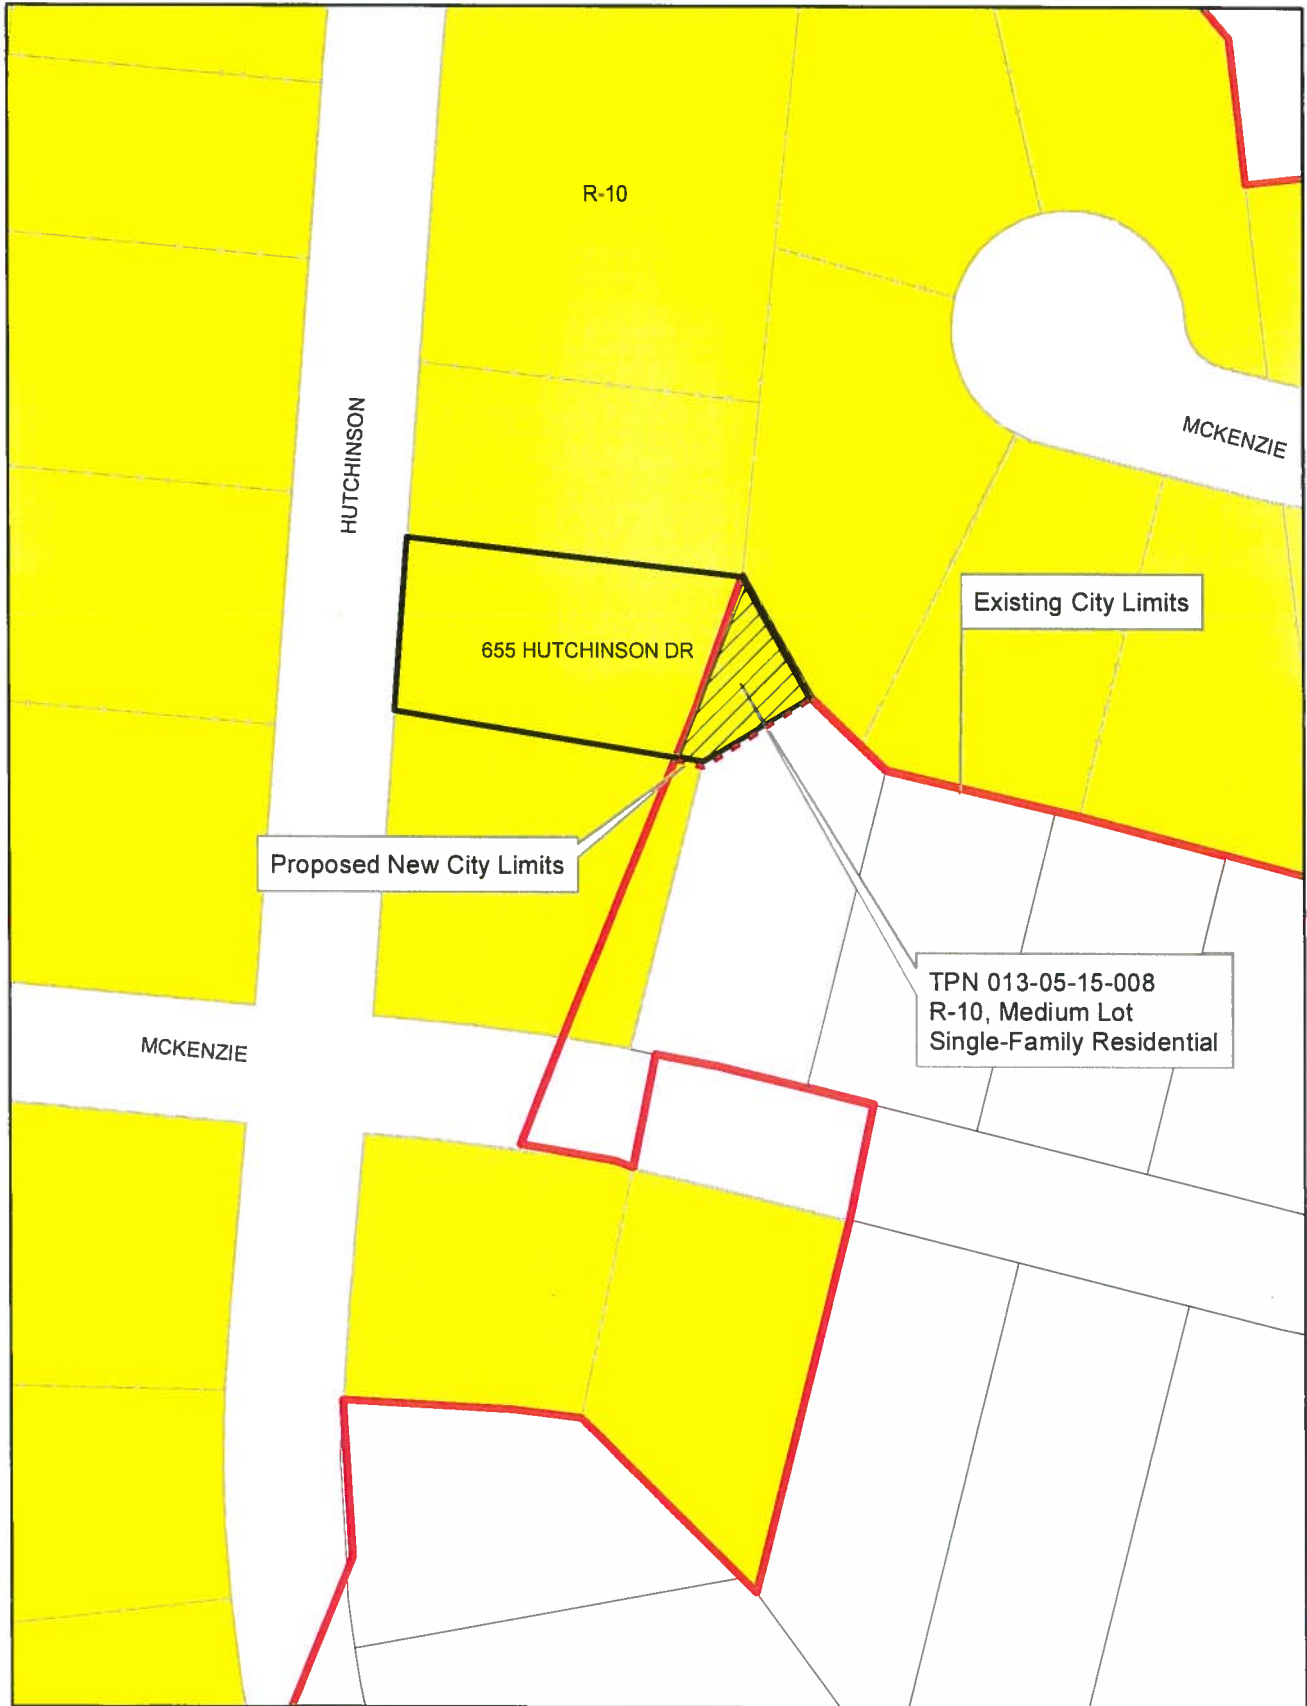 R-10
HUTCHINSON
MCKENZIE
Existing City Limits
655 HUTCHINSON DR
Proposed New City Limits
TPN 013-05-15-008
R-10, Medium Lot
Single-Family Residential
MCKENZIE